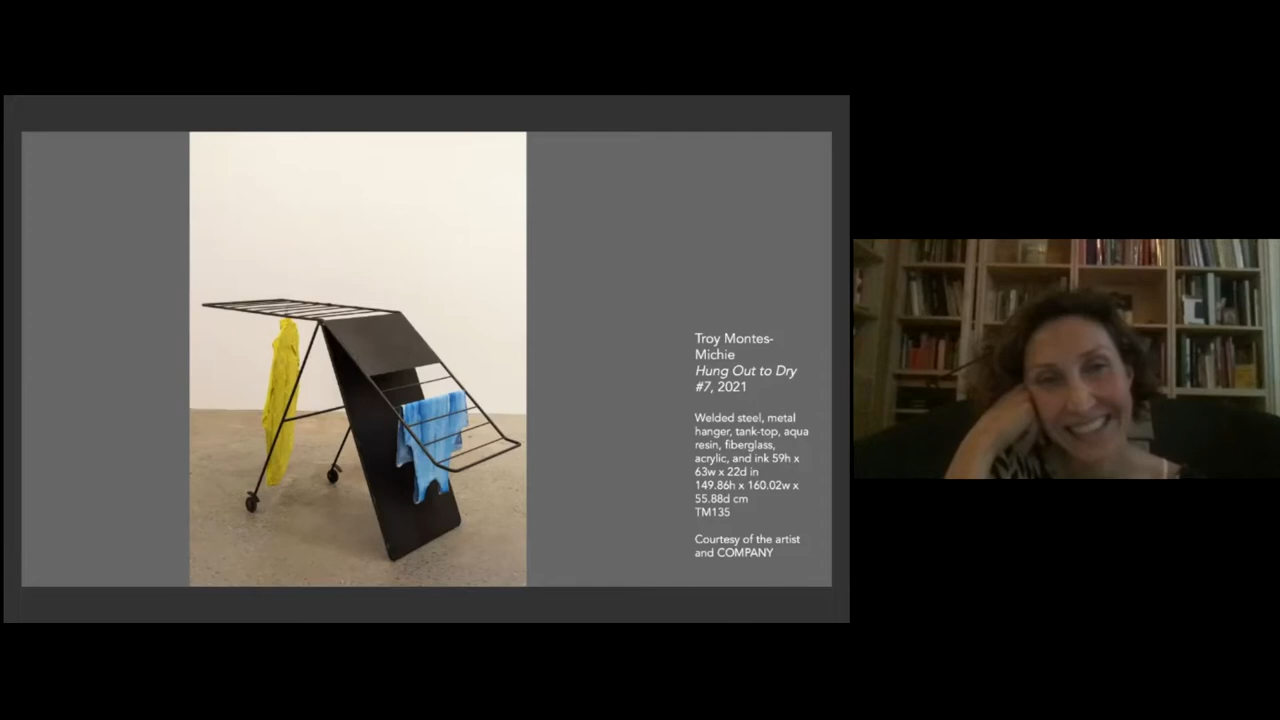 Troy Montes-
Michie
Hung Out to Dry
#7, 2021
Welded steel, metal
hanger, tank-top, aqua
resin, fiberglass,
acrylic, and ink 59h x
63w x 22d in
149.86h x 160.02w x
55.88d cm
TM135
Courtesy of the artist
and COMPANY